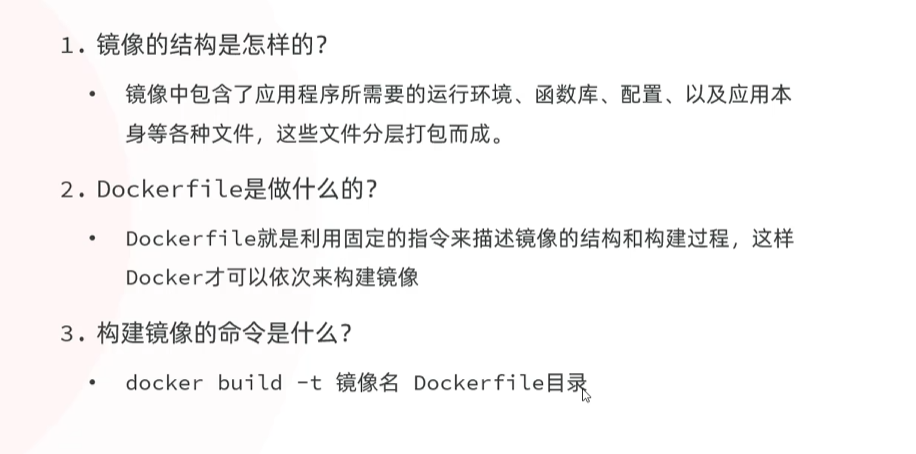 1. 镜像的结构是怎样的?
• 镜像中包含了应用程序所需要的运行环境、函数库、配置、以及应用本
身等各种文件，这些文件分层打包而成。
2. Dockerfile是做什么的?
• Dockerfile就是利用固定的指令来描述镜像的结构和构建过程，这样
Docker才可以依次来构建镜像
3. 构建镜像的命令是什么?
• docker build -t 镜像名 Dockerfile目录